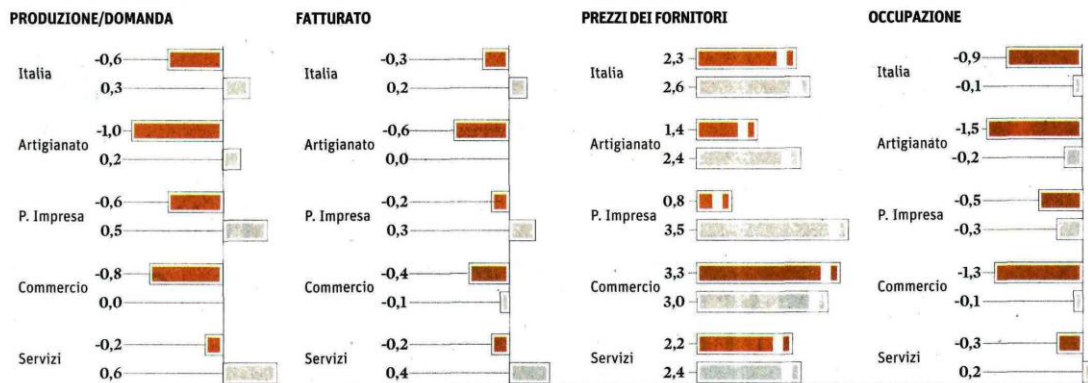 PRODUZIONE/DOMANDA
Italia
-0,6
0,3
Artigianato
-1,0
0,2
P. Impresa
-0,6
0,5
Commercio
-0,8
0,0
Servizi
-0,2
0,6
FATTURATO
Italia
-0,3
0,2
Artigianato
-0,6
0,0
P. Impresa
-0,2
0,3
Commercio
-0,4
-0,1
Servizi
-0,2
0,4
PREZZI DEI FORNITORI
Italia
2,3
2,6
Artigianato
1,4
2,4
P. Impresa
0,8
3,5
Commercio
3,3
3,0
Servizi
2,2
2,4
OCCUPAZIONE
Italia
-0,9
-0,1
Artigianato
-1,5
-0,2
P. Impresa
-0,5
-0,3
Commercio
-1,3
-0,1
Servizi
-0,3
0,2